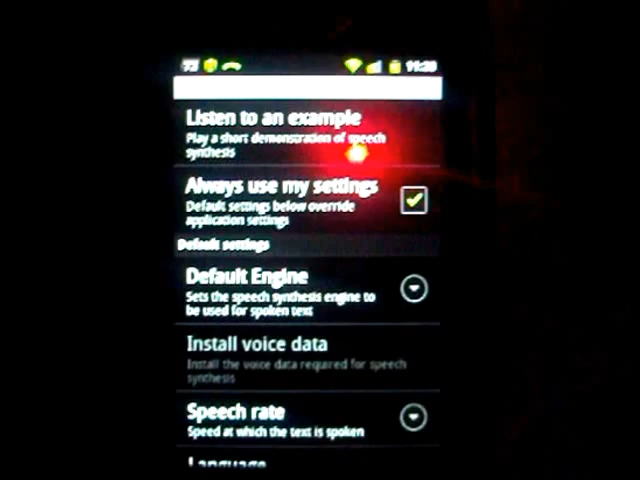 Listen to an example
Play a short demonstration of speech
synthesis
Always use my settings
Default settings below override
application settings
Default settings
Default Engine
Sets the speech synthesis engine to
be used for spoken text
Install voice data
Install the voice data required for speech
synthesis
Speech rate
Speed at which the text is spoken
Language